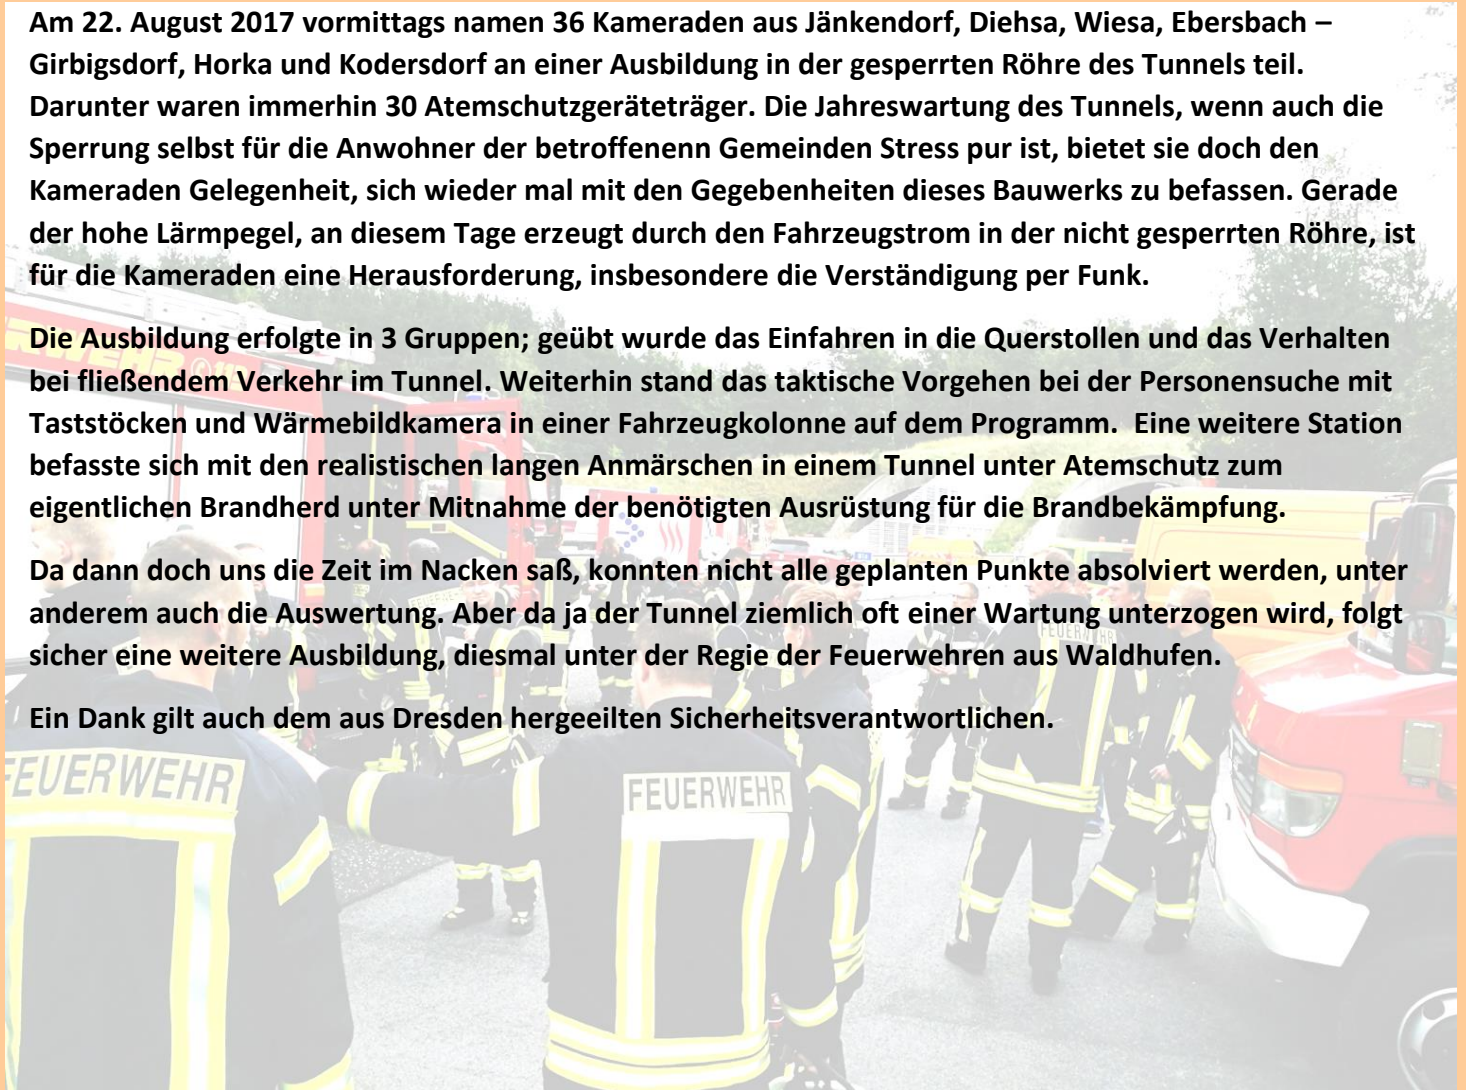 Am 22. August 2017 vormittags namen 36 Kameraden aus Jänkendorf, Diehsa, Wiesa, Ebersbach –
Girbigsdorf, Horka und Kodersdorf an einer Ausbildung in der gesperrten Röhre des Tunnels teil.
Darunter waren immerhin 30 Atemschutzgeräteträger. Die Jahreswartung des Tunnels, wenn auch die
Sperrung selbst für die Anwohner der betroffenenn Gemeinden Stress pur ist, bietet sie doch den
Kameraden Gelegenheit, sich wieder mal mit den Gegebenheiten dieses Bauwerks zu befassen. Gerade
der hohe Lärmpegel, an diesem Tage erzeugt durch den Fahrzeugstrom in der nicht gesperrten Röhre, ist
für die Kameraden eine Herausforderung, insbesondere die Verständigung per Funk.
Die Ausbildung erfolgte in 3 Gruppen; geübt wurde das Einfahren in die Querstollen und das Verhalten
bei fließendem Verkehr im Tunnel. Weiterhin stand das taktische Vorgehen bei der Personensuche mit
Taststöcken und Wärmebildkamera in einer Fahrzeugkolonne auf dem Programm.  Eine weitere Station
befasste sich mit den realistischen langen Anmärschen in einem Tunnel unter Atemschutz zum
eigentlichen Brandherd unter Mitnahme der benötigten Ausrüstung für die Brandbekämpfung.
Da dann doch uns die Zeit im Nacken saß, konnten nicht alle geplanten Punkte absolviert werden, unter
anderem auch die Auswertung. Aber da ja der Tunnel ziemlich oft einer Wartung unterzogen wird, folgt
sicher eine weitere Ausbildung, diesmal unter der Regie der Feuerwehren aus Waldhufen.
Ein Dank gilt auch dem aus Dresden hergeeilten Sicherheitsverantwortlichen.
FEUERWEHR
FEUERWEHR